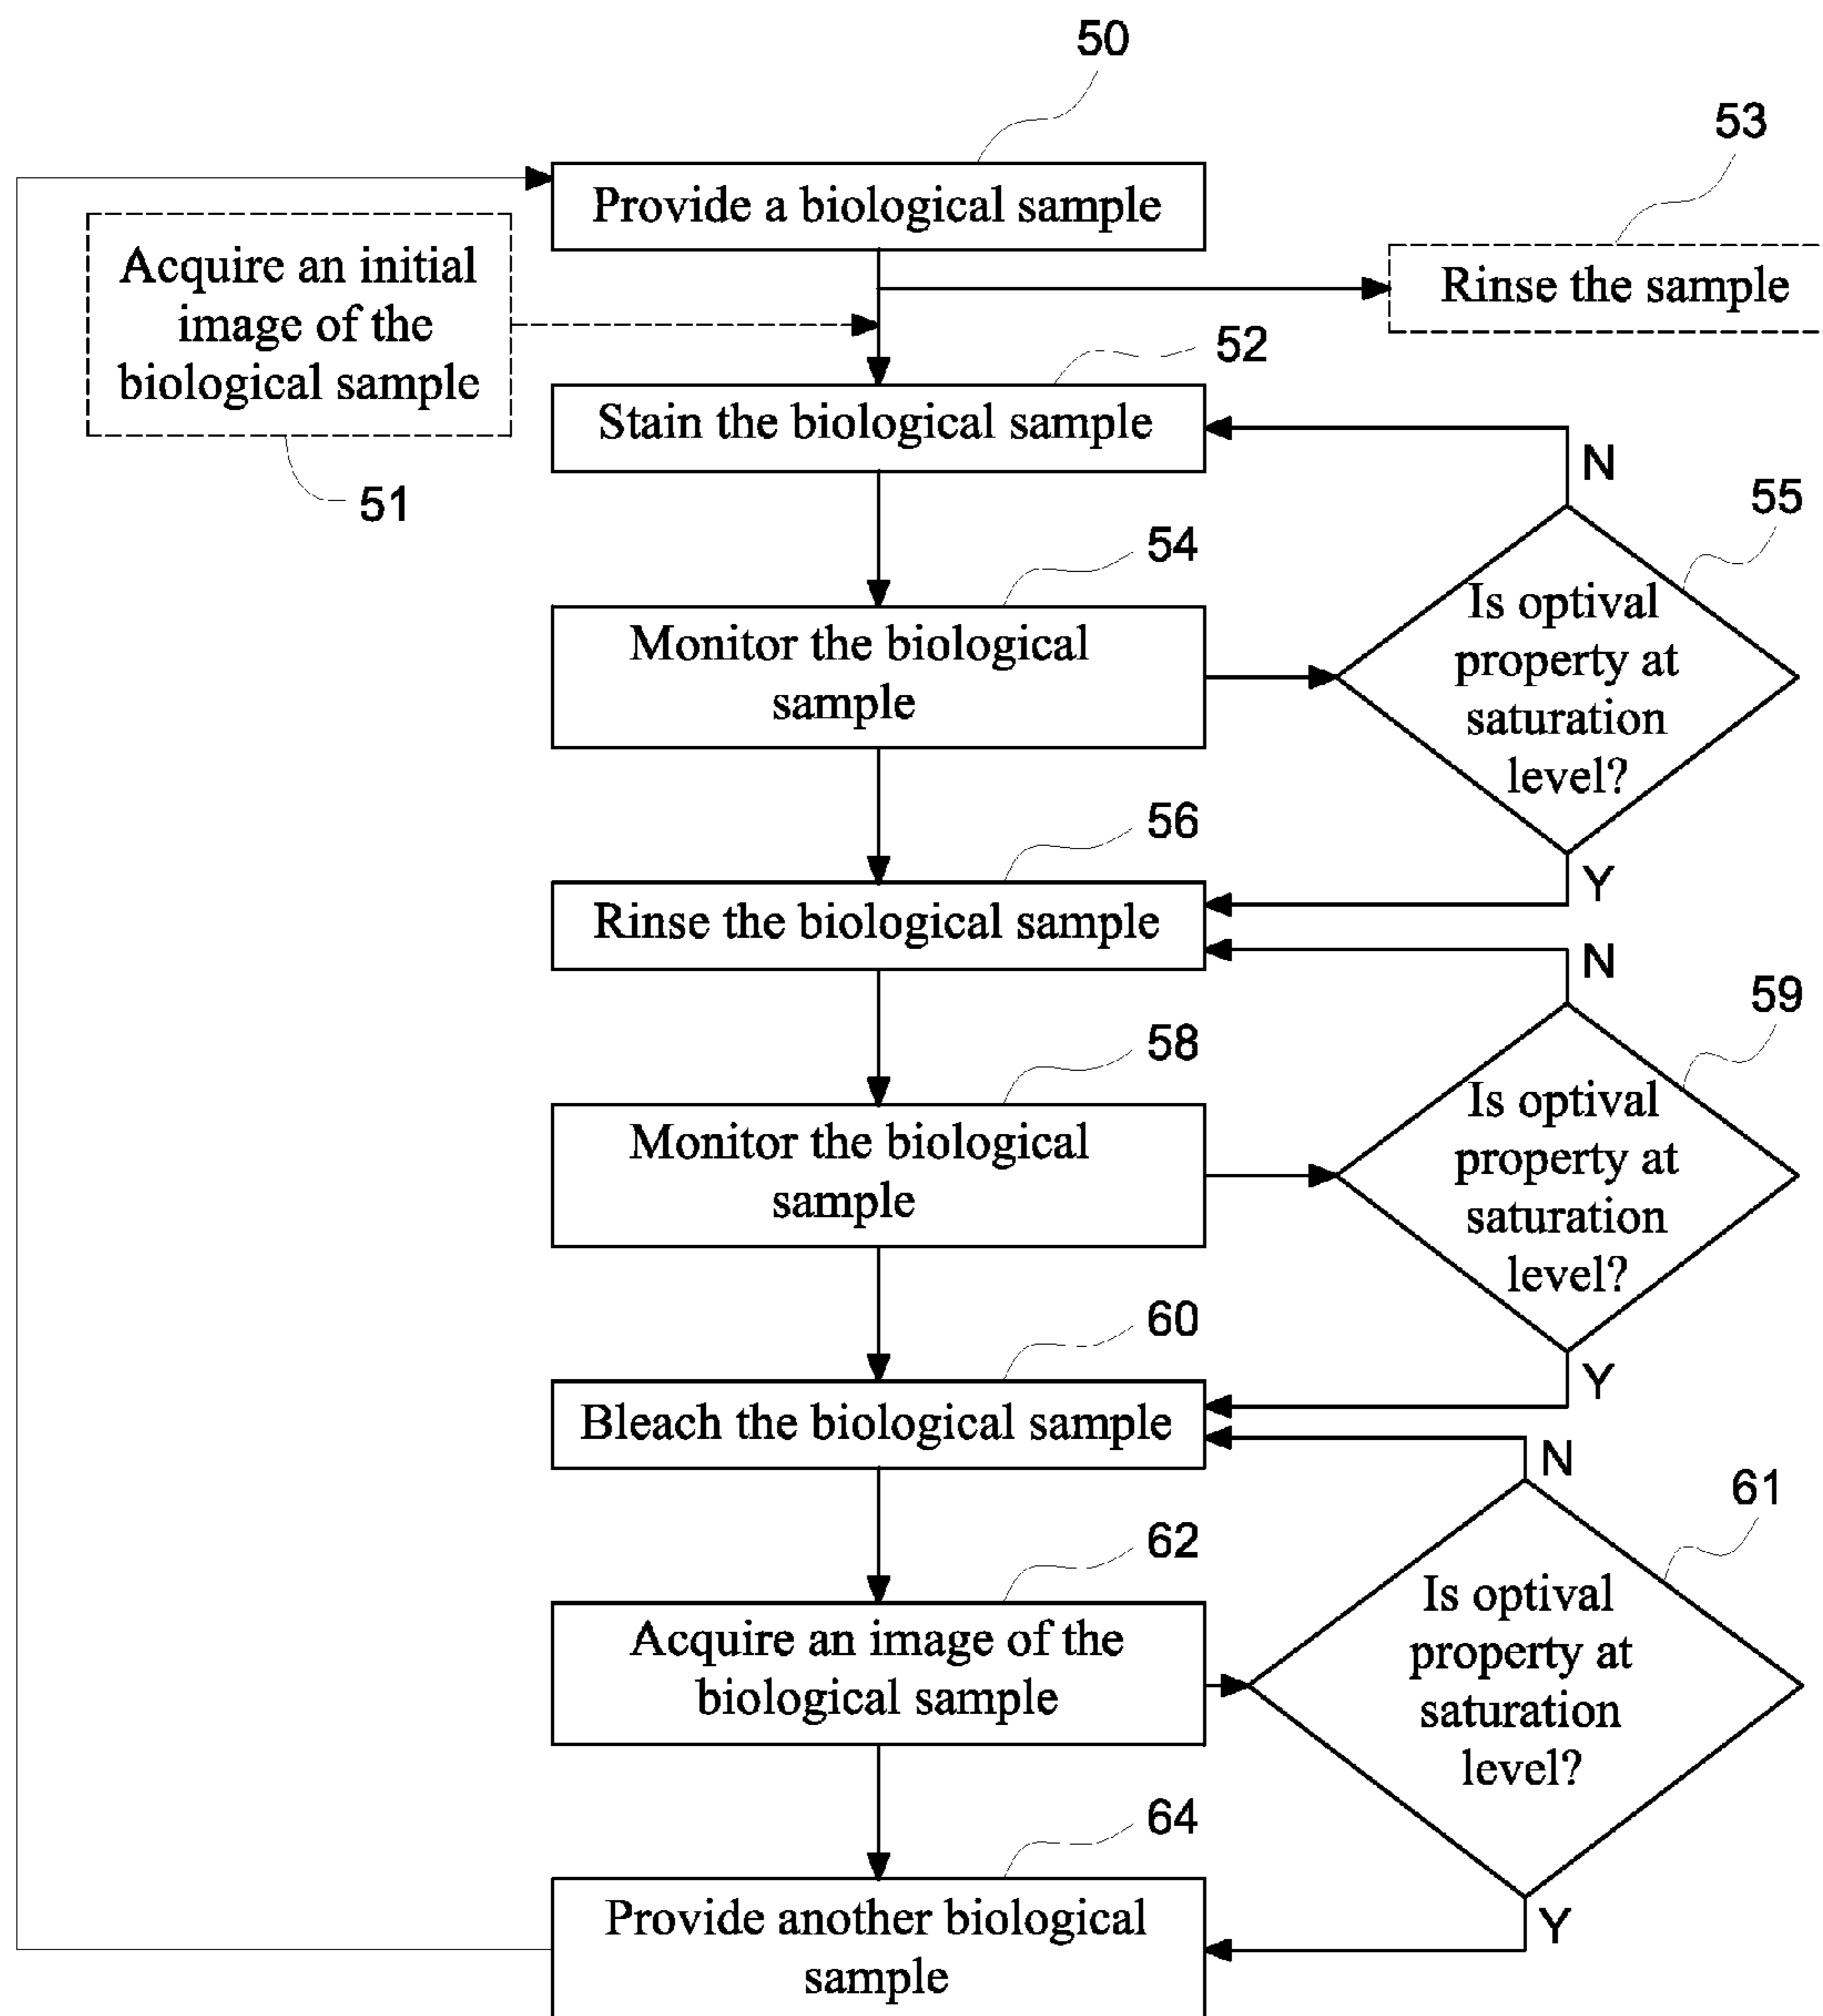 50
53
Provide a biological sample
Acquire an initial
image of the
biological sample
Rinse the sample
52
Stain the biological sample
51
N
55
54
Is optival
property at
saturation
level?
Monitor the biological
sample
56
Y
Rinse the biological sample
N
59
58
Is optival
property at
saturation
level?
Monitor the biological
sample
60
Y
Bleach the biological sample
N
61
62
Is optival
property at
saturation
level?
Acquire an image of the
biological sample
64
Y
Provide another biological
sample